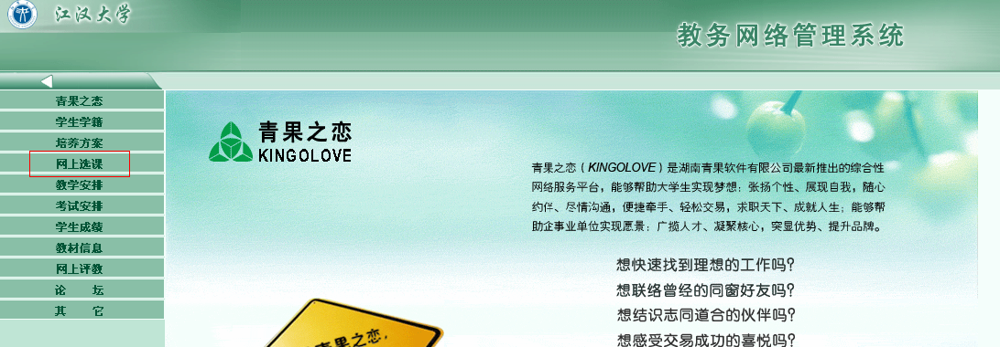 江汉大学
教务网络管理系统
青果之恋
学生学籍
培养方案
网上选课
教学安排
考试安排
学生成绩
教材信息
网上评教
论 坛
其 它
青果之恋
KINGOLOVE
青果之恋（KINGOLOVE）是湖南青果软件有限公司最新推出的综合性
网络服务平台，能够帮助大学生实现梦想：张扬个性、展现自我，随心
约伴、尽情沟通，便捷牵手、轻松交易，求职天下、成就人生；能够帮
助企事业单位实现愿景：广揽人才、凝聚核心，突显优势、提升品牌。
想快速找到理想的工作吗？
想联络曾经的同窗好友吗？
想结识志同道合的伙伴吗？
想感受交易成功的喜悦吗？
青果之恋，